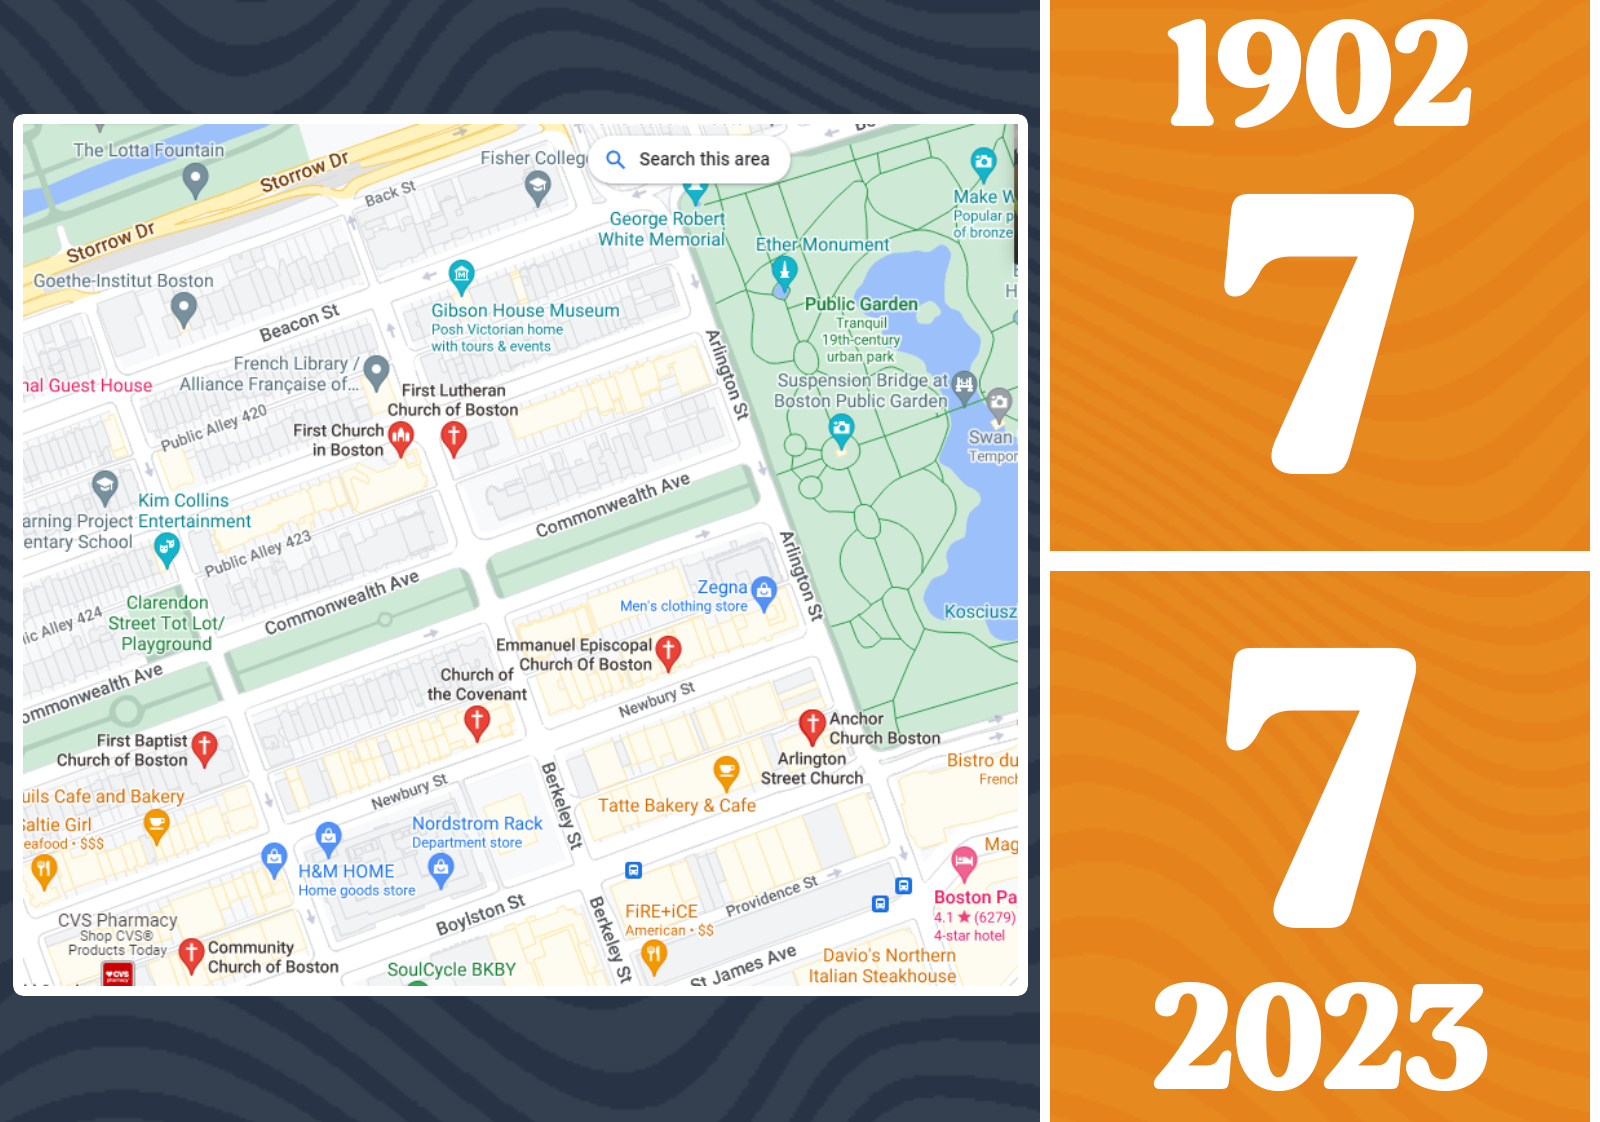 The Lotta Fountain
Storrow Dr
Storrow Dr
Back St
Fisher Colleg
Search this area
George Robert
White Memorial
Make W
Popular p
of bronze
Ether Monument
Goethe-Institut Boston
Beacon St
Gibson House Museum
Posh Victorian home
with tours & events
Public Garden
Tranquil
19th-century
urban park
Arlington St
French Library /
Alliance Française of...
nal Guest House
Public Alley 420
First Lutheran
Church of Boston
First Church
in Boston
Suspension Bridge at
Boston Public Garden
Swan
Tempor
Kim Collins
Entertainment
arning Project
entary School
Public Alley 423
Commonwealth Ave
Arlington St
Commonwealth Ave
Zegna
Men's clothing store
Kosciusz
Clarendon
Street Tot Lot/
Playground
ic Alley 424
ommonwealth Ave
Emmanuel Episcopal
Church Of Boston
Church of
the Covenant
Newbury St
First Baptist
Church of Boston
Anchor
Church Boston
Arlington
Street Church
Bistro du
French
Newbury St
Berkeley St
Tatte Bakery & Cafe
uils Cafe and Bakery
Saltie Girl
eafood • $$$
Nordstrom Rack
Department store
H&M HOME
Home goods store
Mag
Boston Pa
4.1 ★ (6279)
4-star hotel
Providence St
Boylston St
Berkeley St
FiRE+iCE
American • $$
CVS Pharmacy
Shop CVS®
Products Today
CVS
pharmacy
Community
Church of Boston
SoulCycle BKBY
St James Ave
Davio's Northern
Italian Steakhouse
1902
7
7
2023